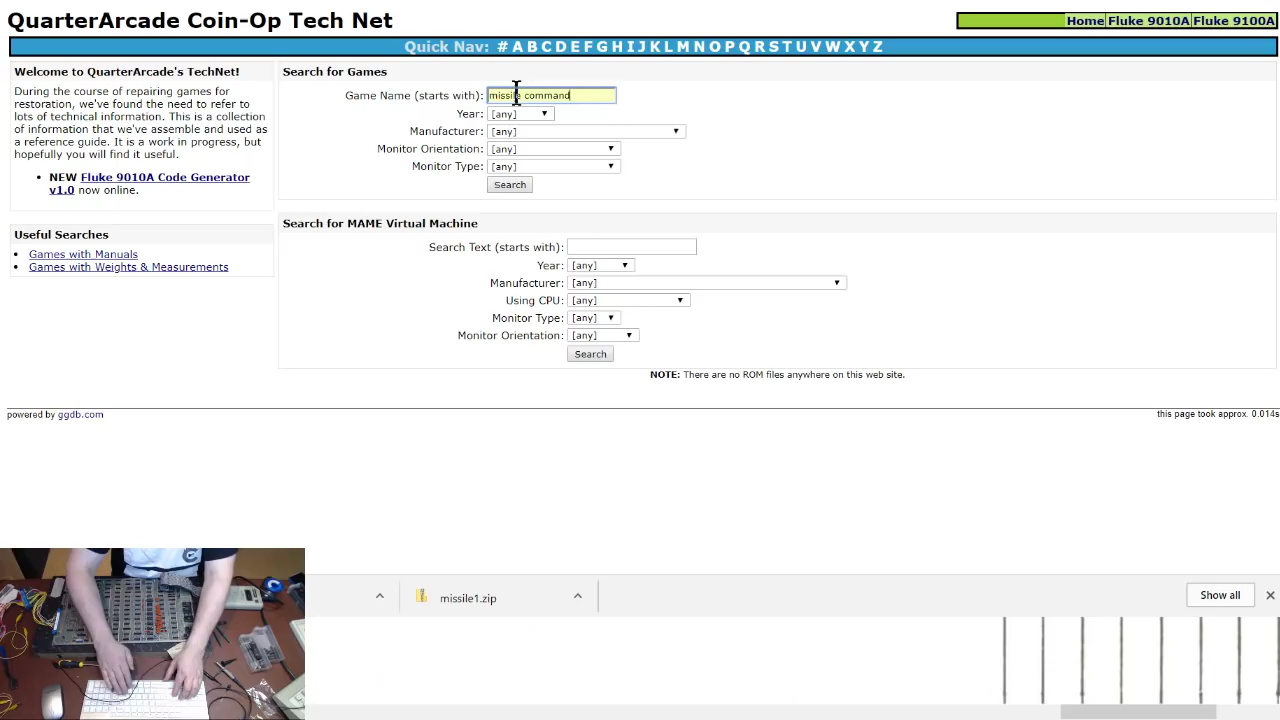 QuarterArcade Coin-Op Tech Net
Home Fluke 9010A Fluke 9100A
Quick Nav: # A B C D E F G H I J K L M N O P Q R S T U V W X Y Z
Welcome to QuarterArcade's TechNet!
During the course of repairing games for
restoration, we've found the need to refer to
lots of technical information. This is a collection
of information that we've assemble and used as
a reference guide. It is a work in progress, but
hopefully you will find it useful.
• NEW Fluke 9010A Code Generator
v1.0 now online.
Useful Searches
• Games with Manuals
• Games with Weights & Measurements
Search for Games
Game Name (starts with): missile command
Year: [any]
Manufacturer: [any]
Monitor Orientation: [any]
Monitor Type: [any]
Search
Search for MAME Virtual Machine
Search Text (starts with):
Year: [any]
Manufacturer: [any]
Using CPU: [any]
Monitor Type: [any]
Monitor Orientation: [any]
Search
NOTE: There are no ROM files anywhere on this web site.
powered by ggdb.com
this page took approx. 0.014s
missile1.zip
Show all